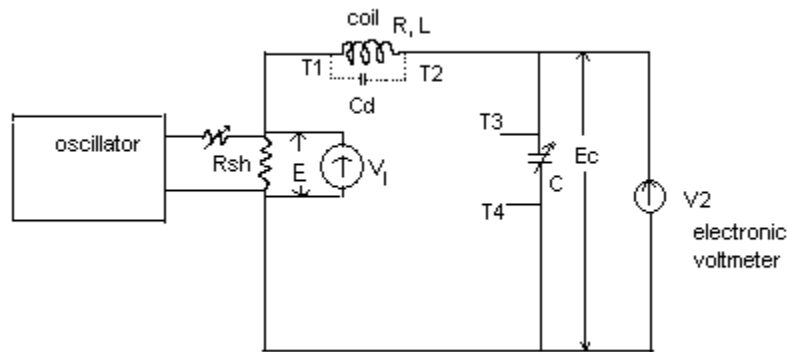 coil
R, L
T1
T2
Cd
oscillator
Rsh
E
V1
T3
Ec
C
T4
V2
electronic
voltmeter